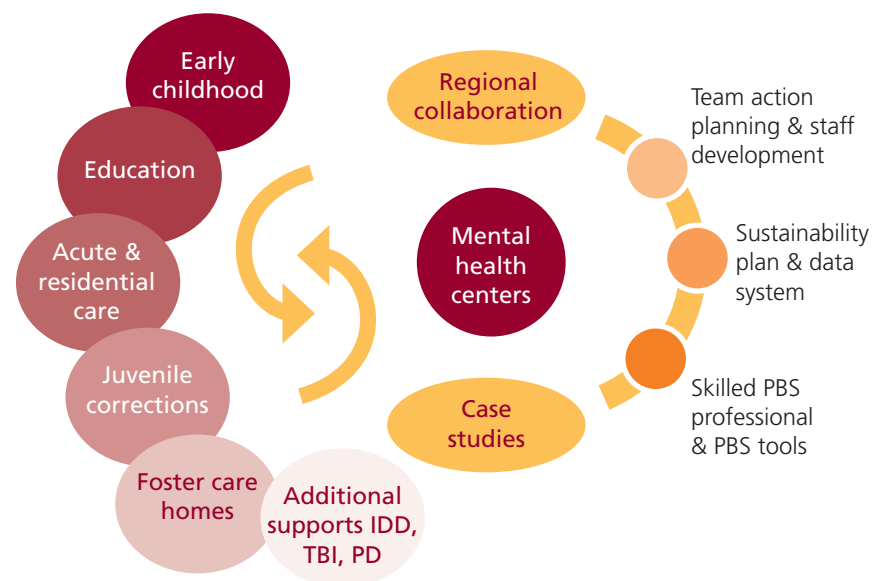 Early
childhood
Education
Acute &
residential
care
Juvenile
corrections
Foster care
homes
Additional
supports IDD,
TBI, PD
Regional
collaboration
Mental
health
centers
Case
studies
Team action
planning & staff
development
Sustainability
plan & data
system
Skilled PBS
professional
& PBS tools